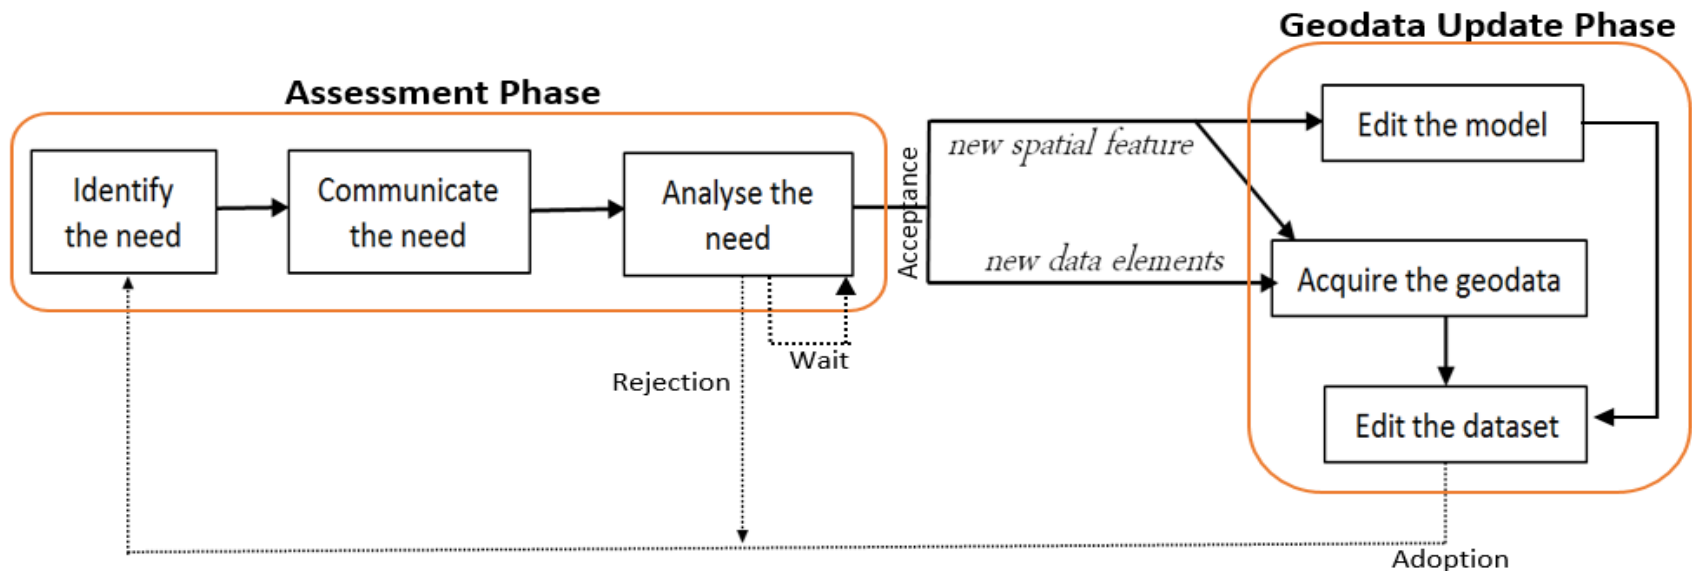 Geodata Update Phase
Assessment Phase
Identify
the need
Communicate
the need
Analyse the
need
Acceptance
new spatial feature
new data elements
Edit the model
Acquire the geodata
Edit the dataset
Wait
Rejection
Adoption